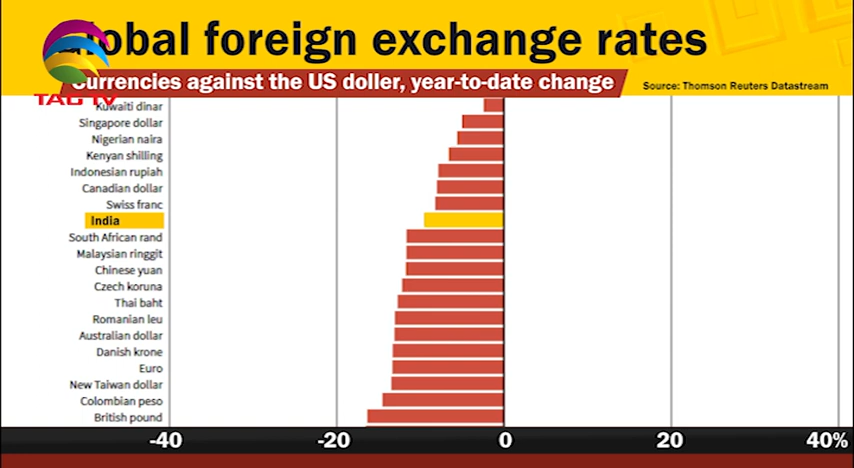 Global foreign exchange rates
Currencies against the US doller, year-to-date change
Source: Thomson Reuters Datastream
TAG TV
Kuwaiti dinar
Singapore dollar
Nigerian naira
Kenyan shilling
Indonesian rupiah
Canadian dollar
Swiss franc
India
South African rand
Malaysian ringgit
Chinese yuan
Czech koruna
Thai baht
Romanian leu
Australian dollar
Danish krone
Euro
New Taiwan dollar
Colombian peso
British pound
-40 -20 0 20 40%